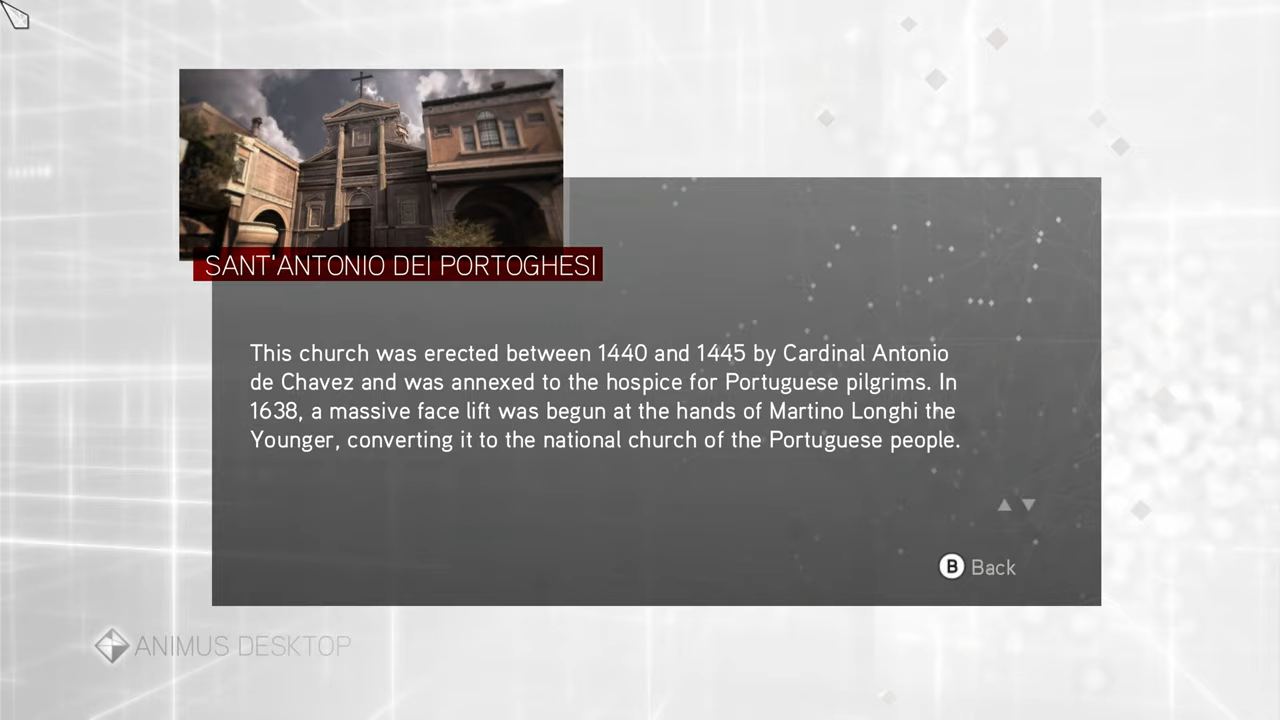 SANT'ANTONIO DEI PORTOGHESI
This church was erected between 1440 and 1445 by Cardinal Antonio
de Chavez and was annexed to the hospice for Portuguese pilgrims. In
1638, a massive face lift was begun at the hands of Martino Longhi the
Younger, converting it to the national church of the Portuguese people.
B Back
ANIMUS DESKTOP